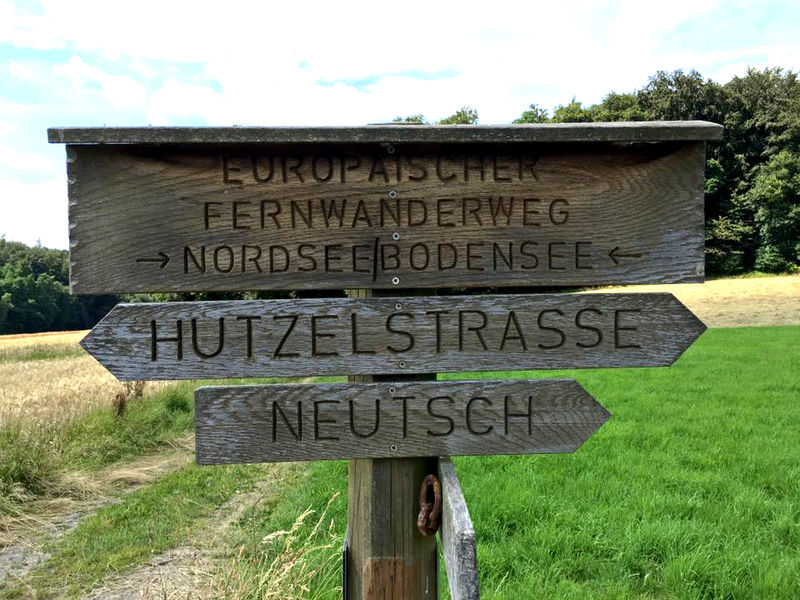 EUROPÄISCHER
FERNWANDERWEG
→ NORDSEE/BODENSEE ←
HUTZELSTRASSE
NEUTSCH